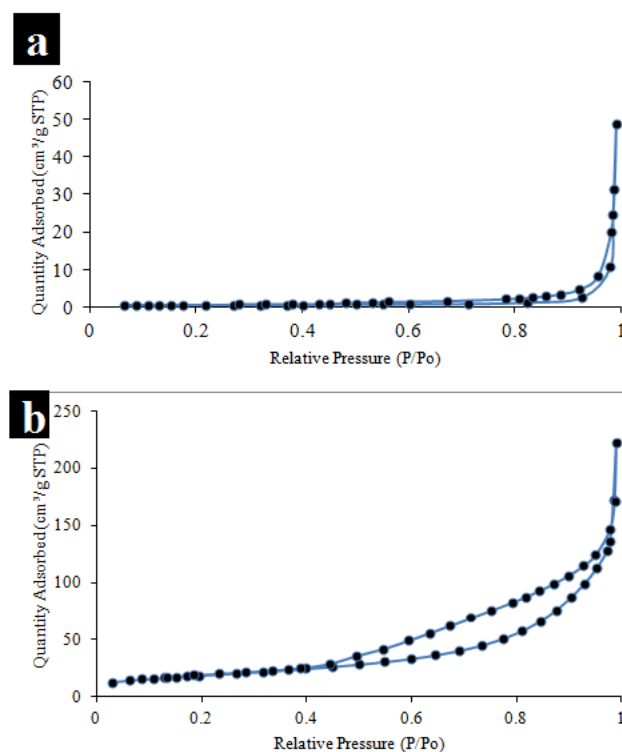 a
Quantity Adsorbed (cm³/g STP)
60
50
40
30
20
10
0
0 0.2 0.4 0.6 0.8 1
Relative Pressure (P/Po)
b
Quantity Adsorbed (cm³/g STP)
250
200
150
100
50
0
0 0.2 0.4 0.6 0.8 1
Relative Pressure (P/Po)